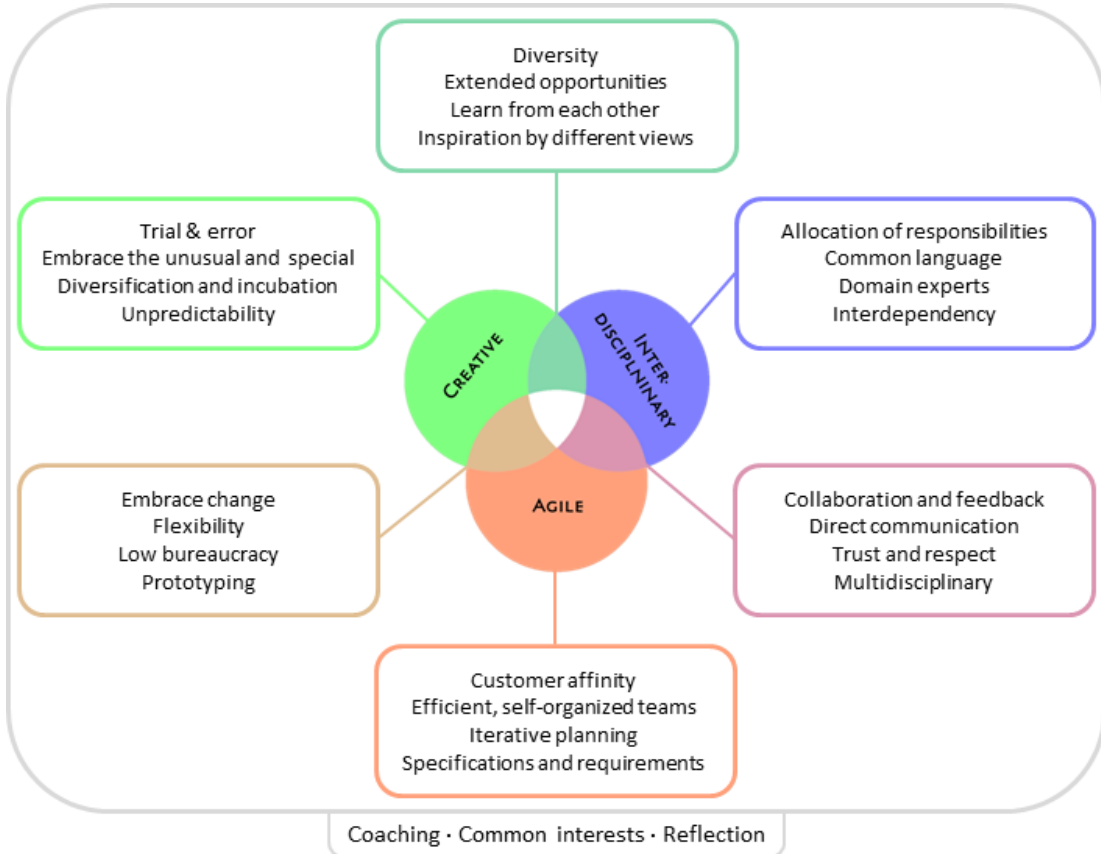 Diversity
Extended opportunities
Learn from each other
Inspiration by different views
Trial & error
Embrace the unusual and special
Diversification and incubation
Unpredictability
Allocation of responsibilities
Common language
Domain experts
Interdependency
CREATIVE
INTER-
DISCIPLNINARY
AGILE
Embrace change
Flexibility
Low bureaucracy
Prototyping
Collaboration and feedback
Direct communication
Trust and respect
Multidisciplinary
Customer affinity
Efficient, self-organized teams
Iterative planning
Specifications and requirements
Coaching · Common interests · Reflection